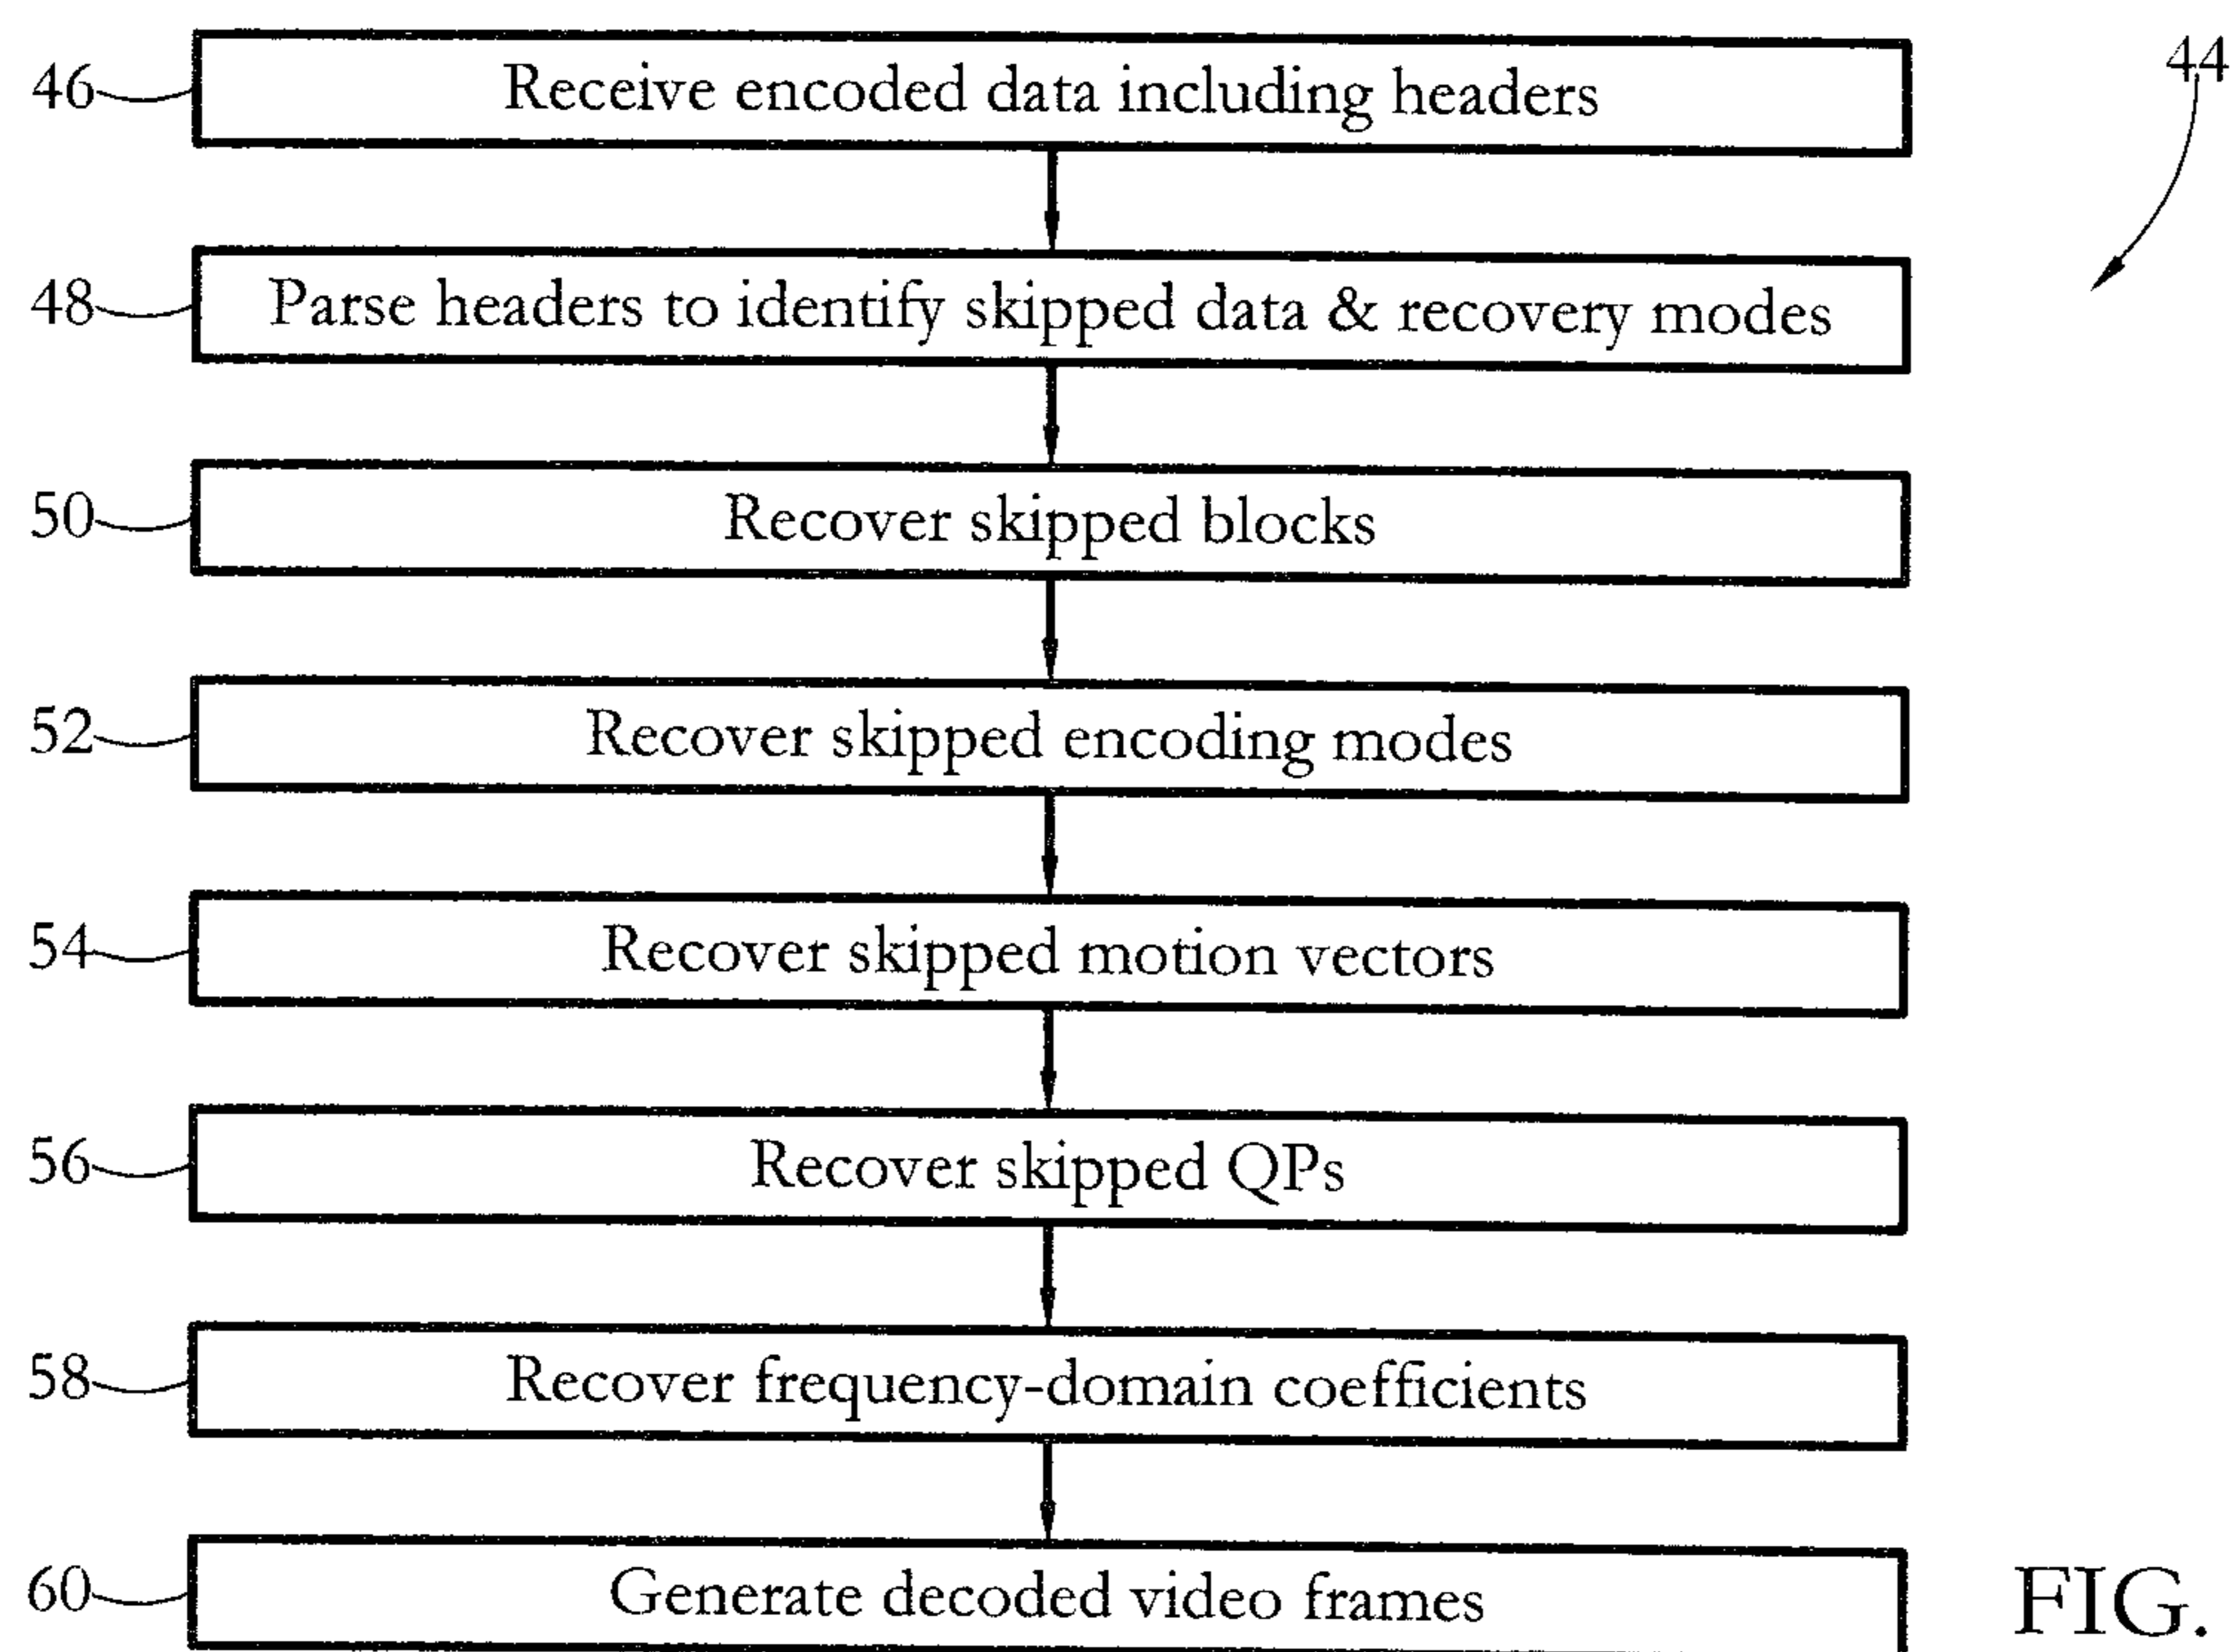 46 Receive encoded data including headers
44
48 Parse headers to identify skipped data & recovery modes
50 Recover skipped blocks
52 Recover skipped encoding modes
54 Recover skipped motion vectors
56 Recover skipped QPs
58 Recover frequency-domain coefficients
60 Generate decoded video frames
FIG.